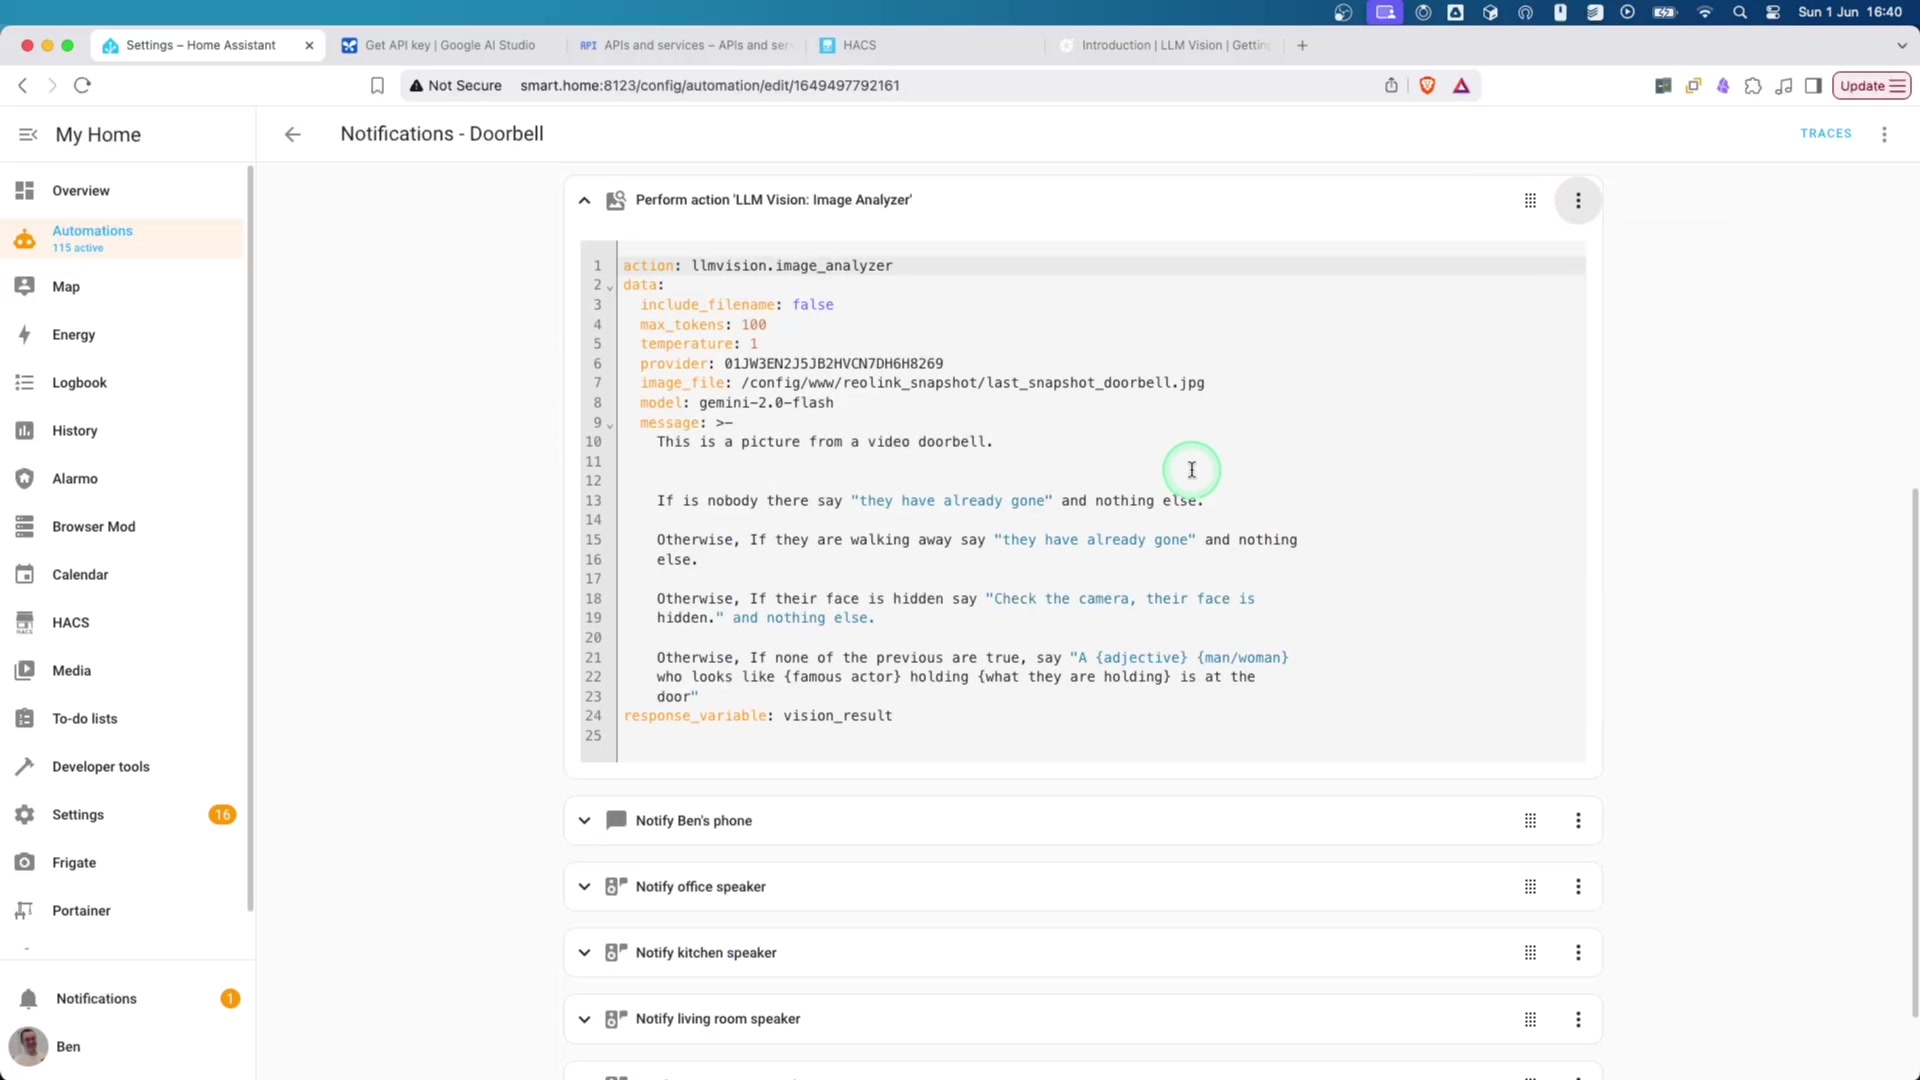 Sun 1 Jun 16:40
Settings – Home Assistant
Get API key | Google AI Studio
API APIs and services – APIs and ser
HACS
Introduction | LLM Vision | Getting
Not Secure smart.home:8123/config/automation/edit/1649497792161
Update
My Home
Notifications - Doorbell
TRACES
Overview
Automations
115 active
Map
Energy
Logbook
History
Alarmo
Browser Mod
Calendar
HACS
HACS
Media
To-do lists
Developer tools
Settings 16
Frigate
Portainer
Notifications 1
Ben
Perform action 'LLM Vision: Image Analyzer'
1 action: llmvision.image_analyzer
2 data:
3 include_filename: false
4 max_tokens: 100
5 temperature: 1
6 provider: 01JW3EN2J5JB2HVCN7DH6H8269
7 image_file: /config/www/reolink_snapshot/last_snapshot_doorbell.jpg
8 model: gemini-2.0-flash
9 message: >-
10 This is a picture from a video doorbell.
11
12
13 If is nobody there say "they have already gone" and nothing else.
14
15 Otherwise, If they are walking away say "they have already gone" and nothing
16 else.
17
18 Otherwise, If their face is hidden say "Check the camera, their face is
19 hidden." and nothing else.
20
21 Otherwise, If none of the previous are true, say "A {adjective} {man/woman}
22 who looks like {famous actor} holding {what they are holding} is at the
23 door"
24 response_variable: vision_result
25
Notify Ben's phone
Notify office speaker
Notify kitchen speaker
Notify living room speaker